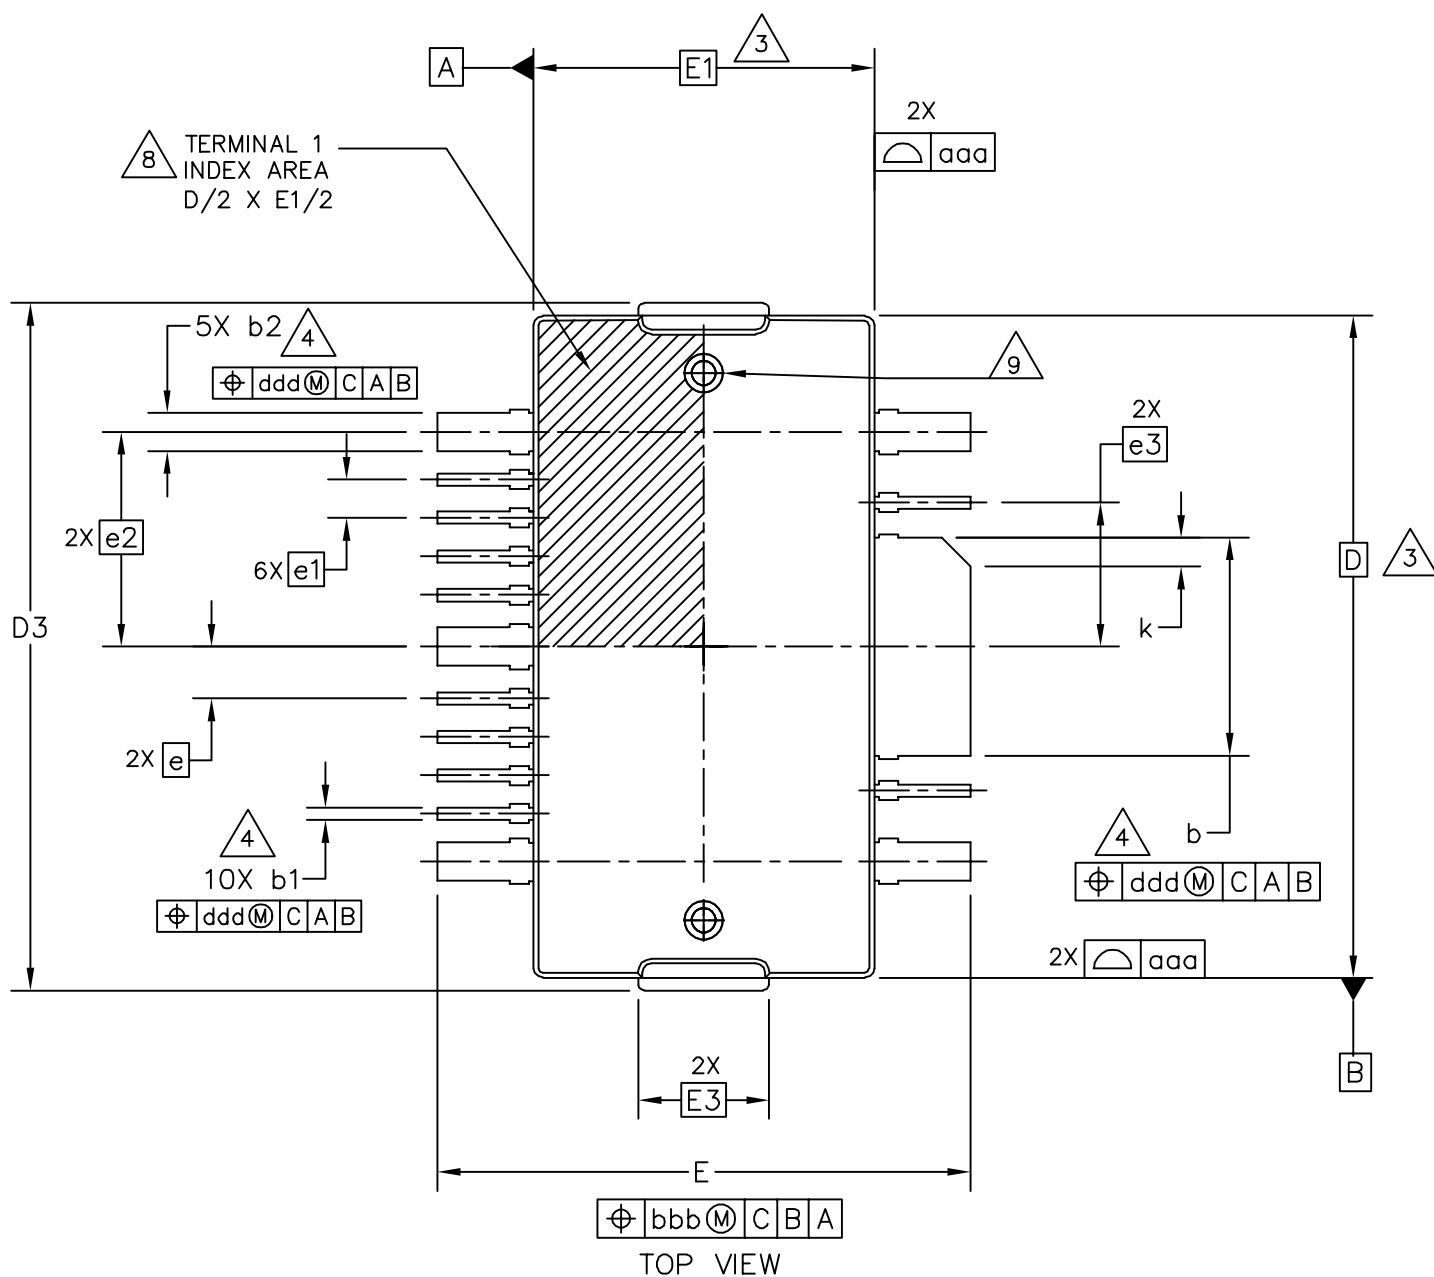 A
E1
3
2X
aaa
8
TERMINAL 1
INDEX AREA
D/2 X E1/2
5X b2
4
ddd Ⓜ C A B
9
2X
e3
2X e2
6X e1
D
3
D3
k
2X e
4
10X b1
ddd Ⓜ C A B
b
4
ddd Ⓜ C A B
2X aaa
2X
E3
B
E
bbb Ⓜ C B A
TOP VIEW